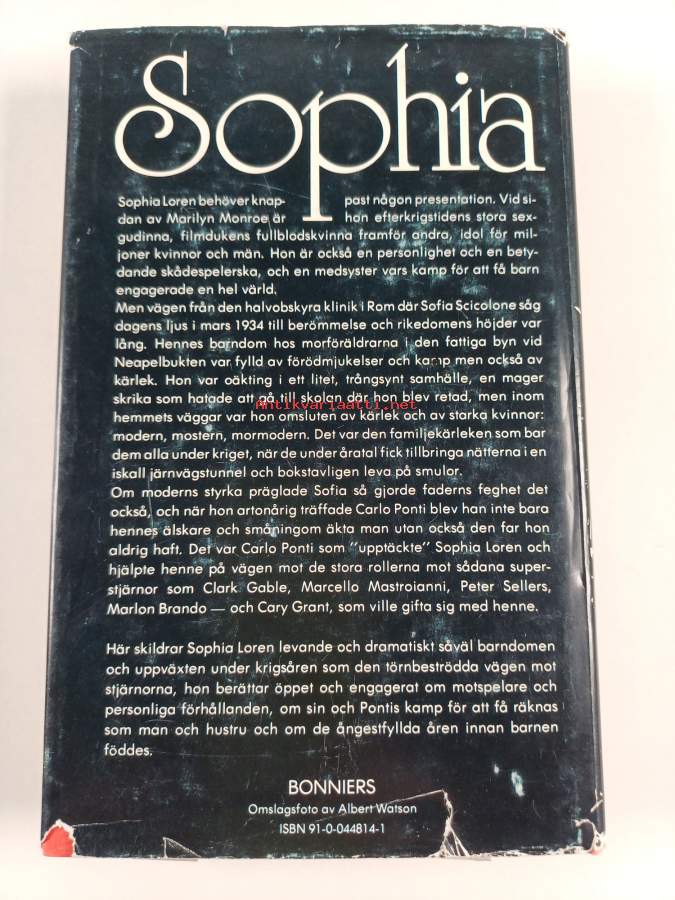 Sophia
Sophia Loren behöver knap- past någon presentation. Vid si-
dan av Marilyn Monroe är hon efterkrigstidens stora sex-
gudinna, filmdukens fullblodskvinna framför andra, idol för mil-
joner kvinnor och män. Hon är också en personlighet och en bety-
dande skådespelerska, och en medsyster vars kamp för att få barn
engagerade en hel värld.
Men vägen från den halvobskyra klinik i Rom där Sofia Scicolone såg
dagens ljus i mars 1934 till berömmelse och rikedomens höjder var
lång. Hennes barndom hos morföräldrarna i den fattiga byn vid
Neapelbukten var fylld av förödmjukelser och kamp men också av
kärlek. Hon var oäkting i ett litet, trångsynt samhälle, en mager
skrika som hatade att gå till skolan där hon blev retad, men inom
Antikvariaatti.net
hemmets väggar var hon omsluten av kärlek och av starka kvinnor:
modern, mostern, mormodern. Det var den familjekärleken som bar
dem alla under kriget, när de under åratal fick tillbringa nätterna i en
iskall järnvägstunnel och bokstavligen leva på smulor.
Om moderns styrka präglade Sofia så gjorde faderns feghet det
också, och när hon artonårig träffade Carlo Ponti blev han inte bara
hennes älskare och småningom äkta man utan också den far hon
aldrig haft. Det var Carlo Ponti som "upptäckte" Sophia Loren och
hjälpte henne på vägen mot de stora rollerna mot sådana super-
stjärnor som Clark Gable, Marcello Mastroianni, Peter Sellers,
Marlon Brando — och Cary Grant, som ville gifta sig med henne.
Här skildrar Sophia Loren levande och dramatiskt såväl barndomen
och uppväxten under krigsåren som den törnbeströdda vägen mot
stjärnorna, hon berättar öppet och engagerat om motspelare och
personliga förhållanden, om sin och Pontis kamp för att få räknas
som man och hustru och om de ångestfyllda åren innan barnen
föddes.
BONNIERS
Omslagsfoto av Albert Watson
ISBN 91-0-044814-1